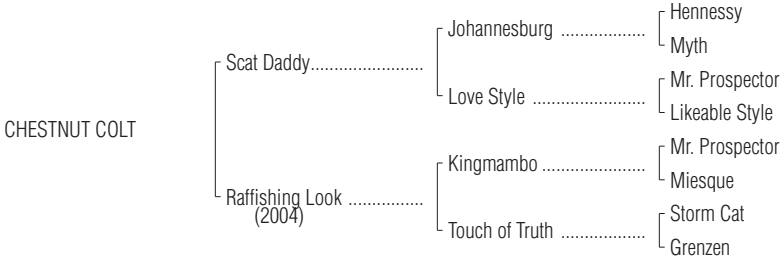 Hennessy
Johannesburg ....................
Myth
Scat Daddy.......................
Mr. Prospector
Love Style .......................
Likeable Style
CHESTNUT COLT
Mr. Prospector
Kingmambo .....................
Miesque
Raffishing Look ................
(2004)
Storm Cat
Touch of Truth .................
Grenzen